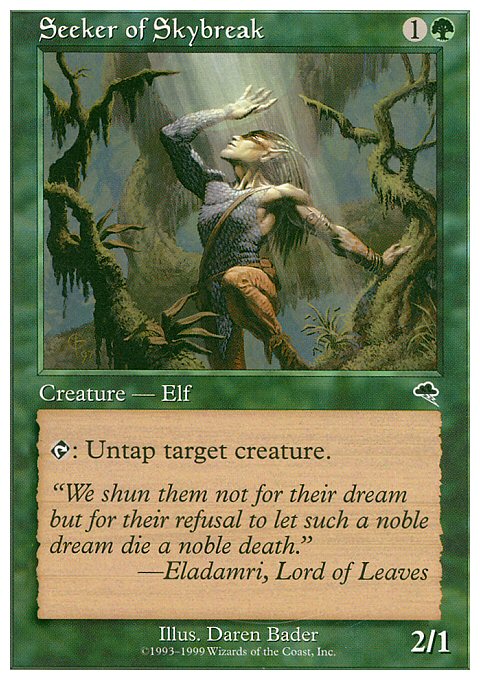 Seeker of Skybreak 1
Creature — Elf
: Untap target creature.
“We shun them not for their dream
but for their refusal to let such a noble
dream die a noble death.”
—Eladamri, Lord of Leaves
Illus. Daren Bader
©1993–1999 Wizards of the Coast, Inc.
2/1